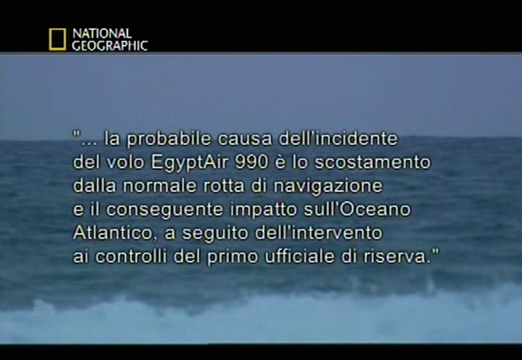 NATIONAL
GEOGRAPHIC
"... la probabile causa dell'incidente
del volo EgyptAir 990 è lo scostamento
dalla normale rotta di navigazione
e il conseguente impatto sull'Oceano
Atlantico, a seguito dell'intervento
ai controlli del primo ufficiale di riserva."